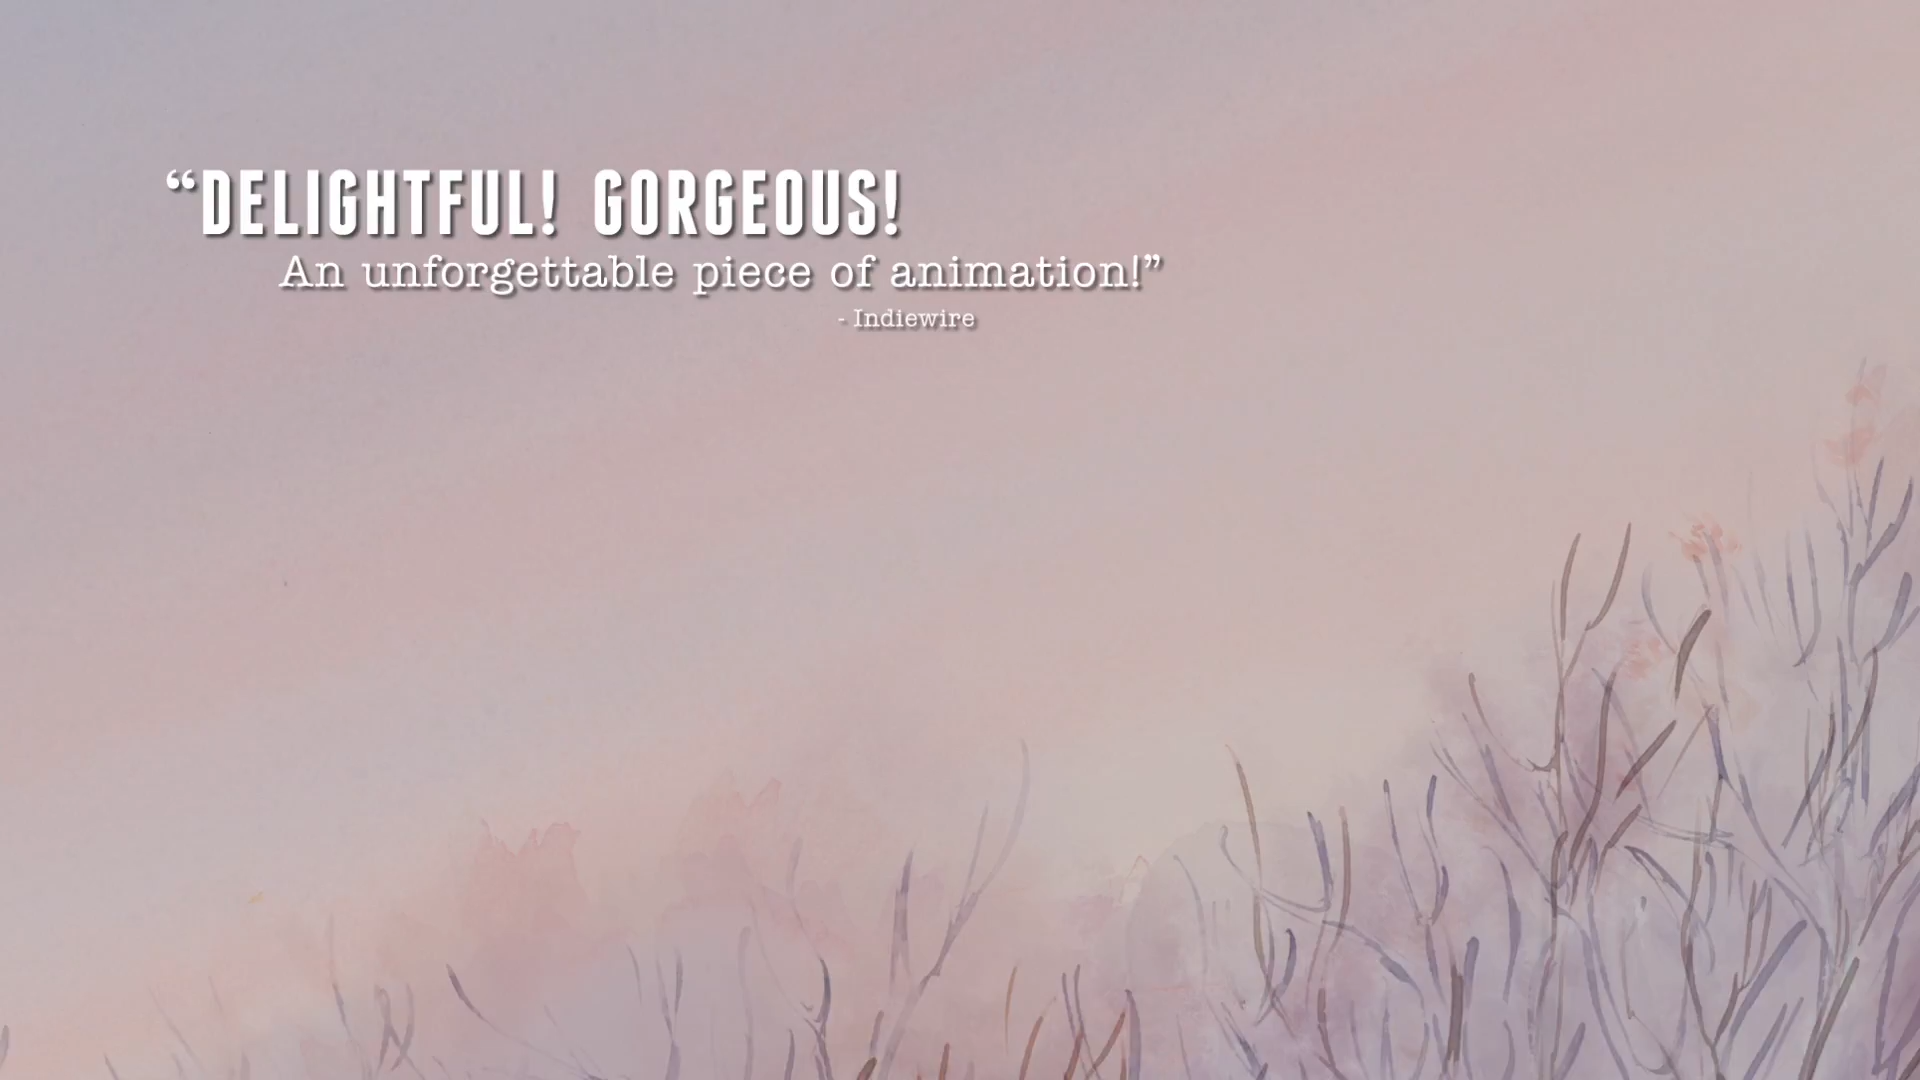 “DELIGHTFUL! GORGEOUS!
An unforgettable piece of animation!”
- Indiewire